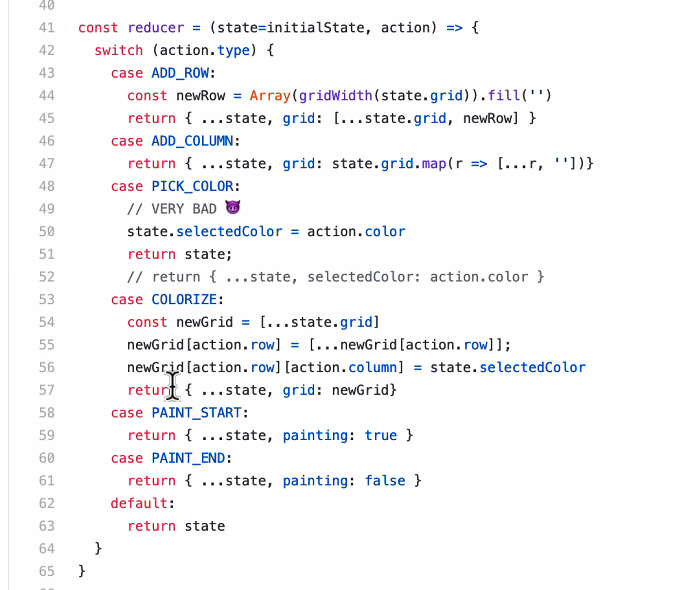 40
41 const reducer = (state=initialState, action) => {
42   switch (action.type) {
43     case ADD_ROW:
44       const newRow = Array(gridWidth(state.grid)).fill('')
45       return { ...state, grid: [...state.grid, newRow] }
46     case ADD_COLUMN:
47       return { ...state, grid: state.grid.map(r => [...r, ''])}
48     case PICK_COLOR:
49       // VERY BAD 😈
50       state.selectedColor = action.color
51       return state;
52       // return { ...state, selectedColor: action.color }
53     case COLORIZE:
54       const newGrid = [...state.grid]
55       newGrid[action.row] = [...newGrid[action.row]];
56       newGrid[action.row][action.column] = state.selectedColor
57       return { ...state, grid: newGrid}
58     case PAINT_START:
59       return { ...state, painting: true }
60     case PAINT_END:
61       return { ...state, painting: false }
62     default:
63       return state
64   }
65 }